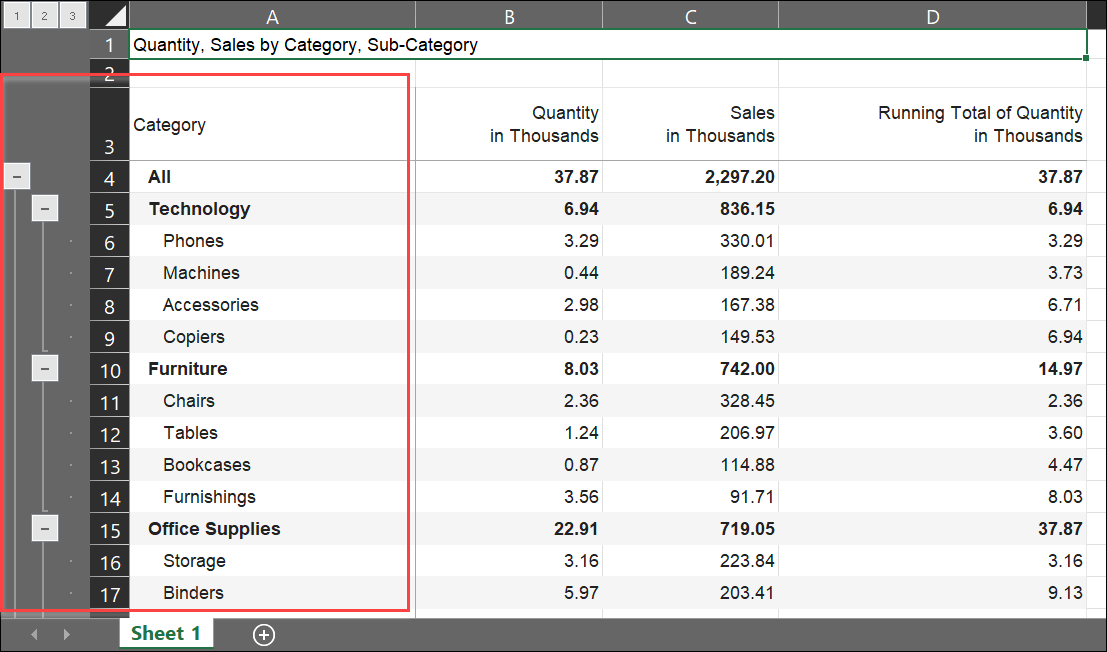 1 2 3 A B C D
1 Quantity, Sales by Category, Sub-Category
2
Quantity Sales Running Total of Quantity
3 Category in Thousands in Thousands in Thousands
4 All 37.87 2,297.20 37.87
5 Technology 6.94 836.15 6.94
6 Phones 3.29 330.01 3.29
7 Machines 0.44 189.24 3.73
8 Accessories 2.98 167.38 6.71
9 Copiers 0.23 149.53 6.94
10 Furniture 8.03 742.00 14.97
11 Chairs 2.36 328.45 2.36
12 Tables 1.24 206.97 3.60
13 Bookcases 0.87 114.88 4.47
14 Furnishings 3.56 91.71 8.03
15 Office Supplies 22.91 719.05 37.87
16 Storage 3.16 223.84 3.16
17 Binders 5.97 203.41 9.13
Sheet 1